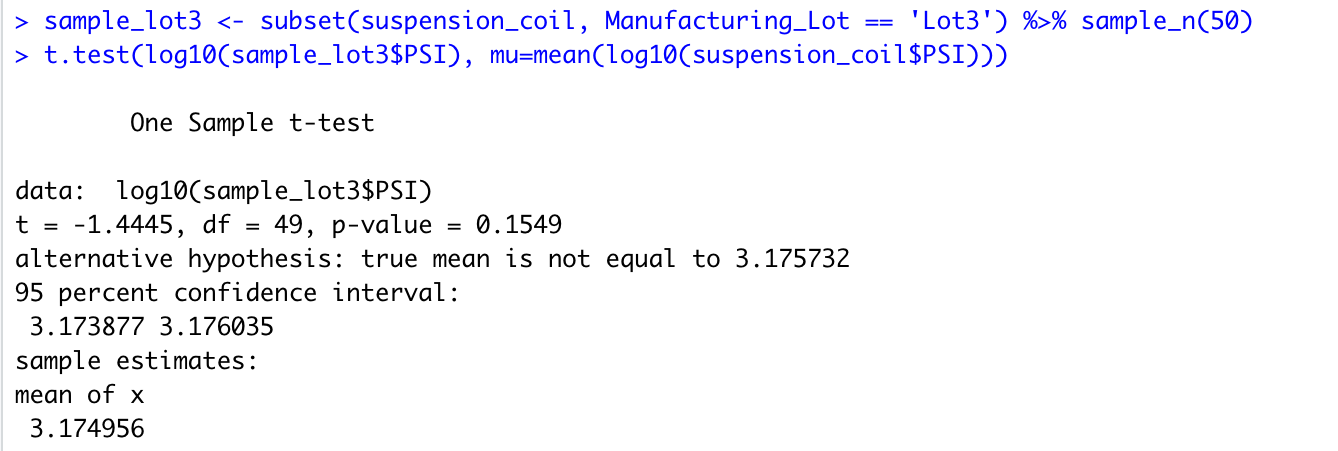 > sample_lot3 <- subset(suspension_coil, Manufacturing_Lot == 'Lot3') %>% sample_n(50)
> t.test(log10(sample_lot3$PSI), mu=mean(log10(suspension_coil$PSI)))
One Sample t-test
data:  log10(sample_lot3$PSI)
t = -1.4445, df = 49, p-value = 0.1549
alternative hypothesis: true mean is not equal to 3.175732
95 percent confidence interval:
3.173877 3.176035
sample estimates:
mean of x
3.174956